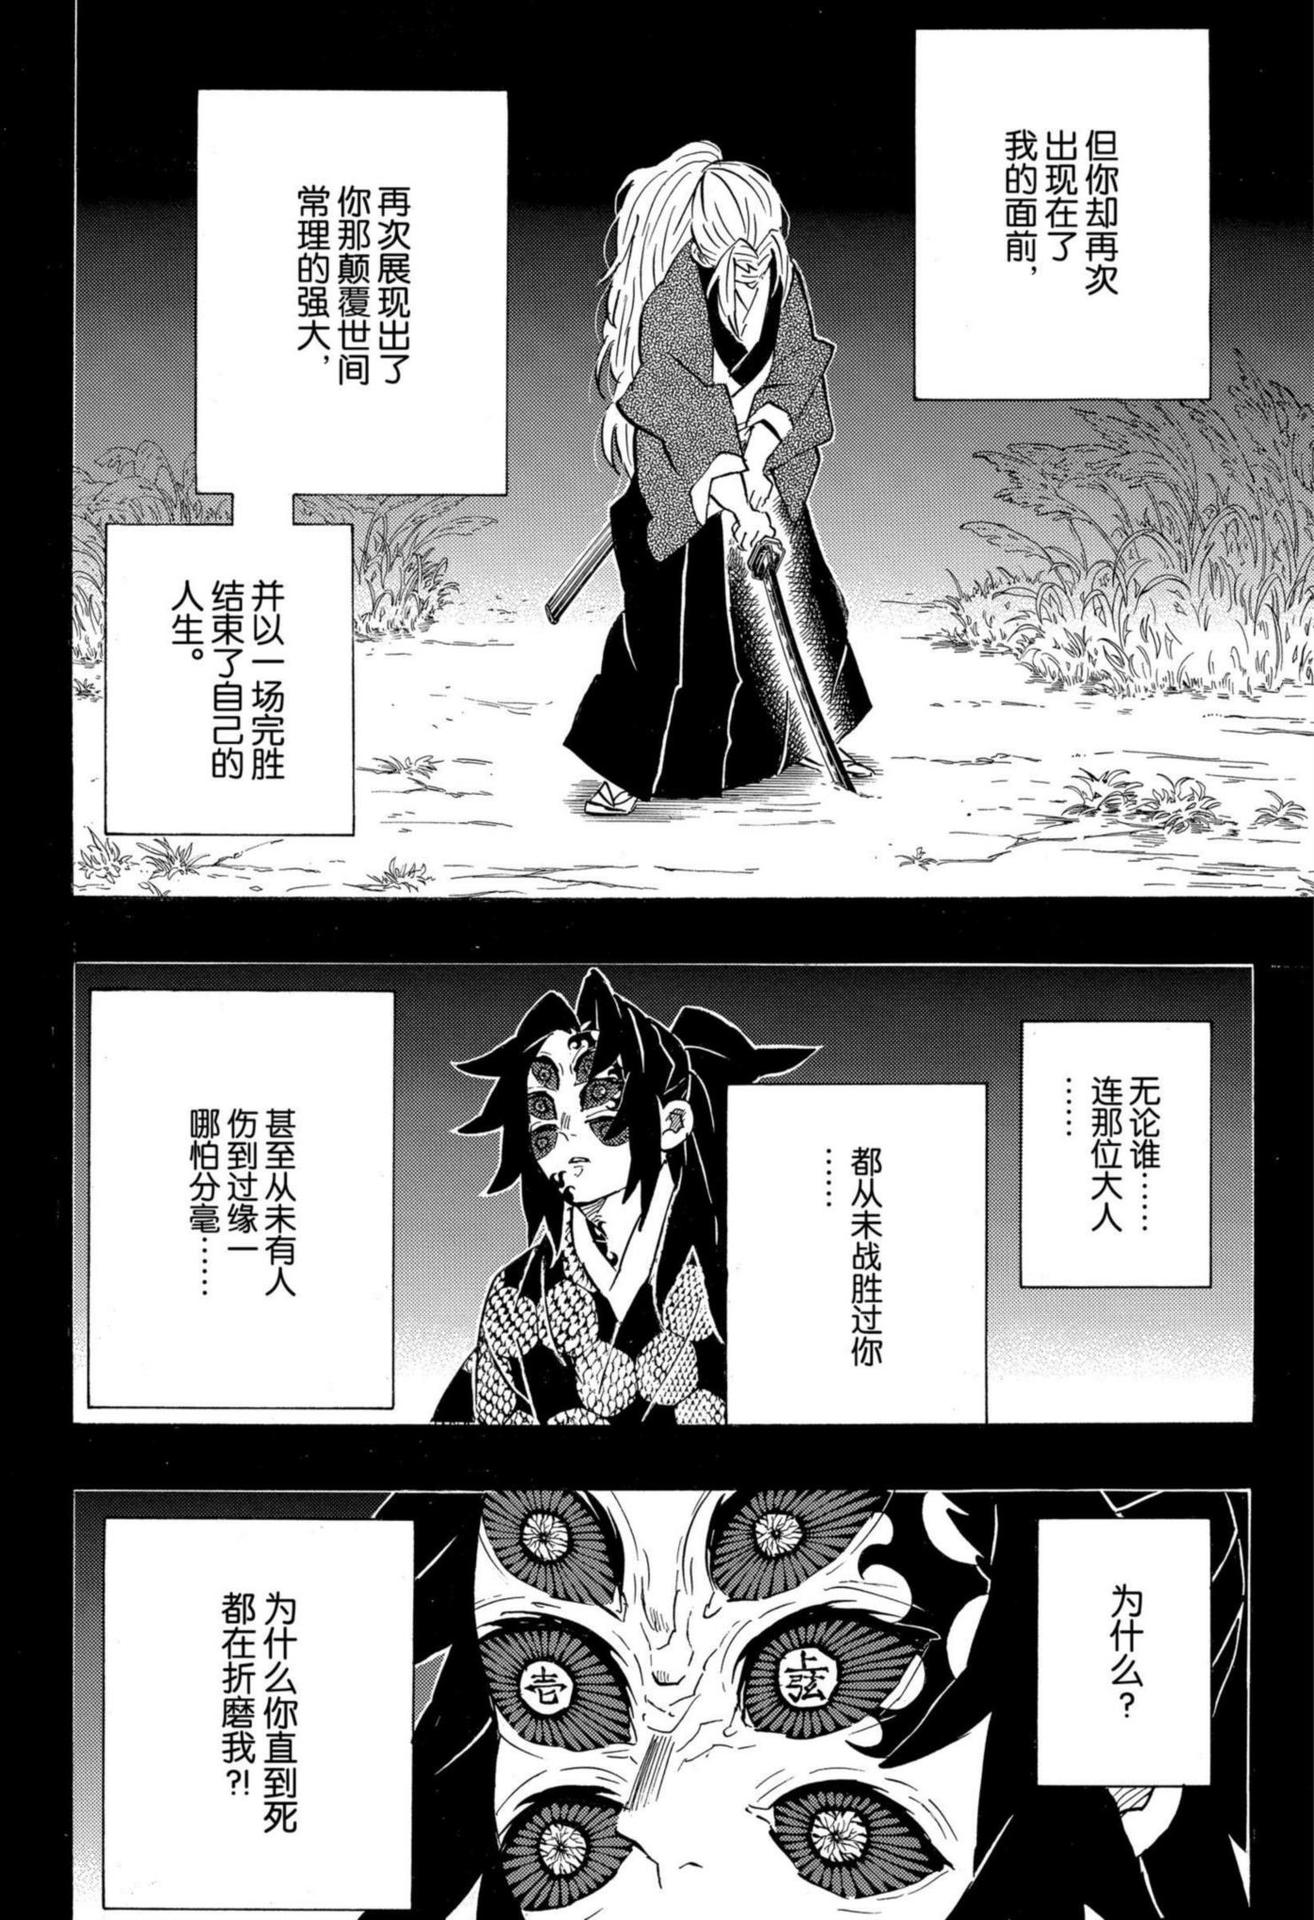 但你却再次
出现在了
我的面前，
再次展现出了
你那颠覆世间
常理的强大，
并以一场完胜
结束了自己的
人生。
无论谁……
连那位大人
……
都从未战胜过你
……
甚至从未有人
伤到过缘一
哪怕分毫……
为什么？
上弦
壱
为什么你直到死
都在折磨我?!